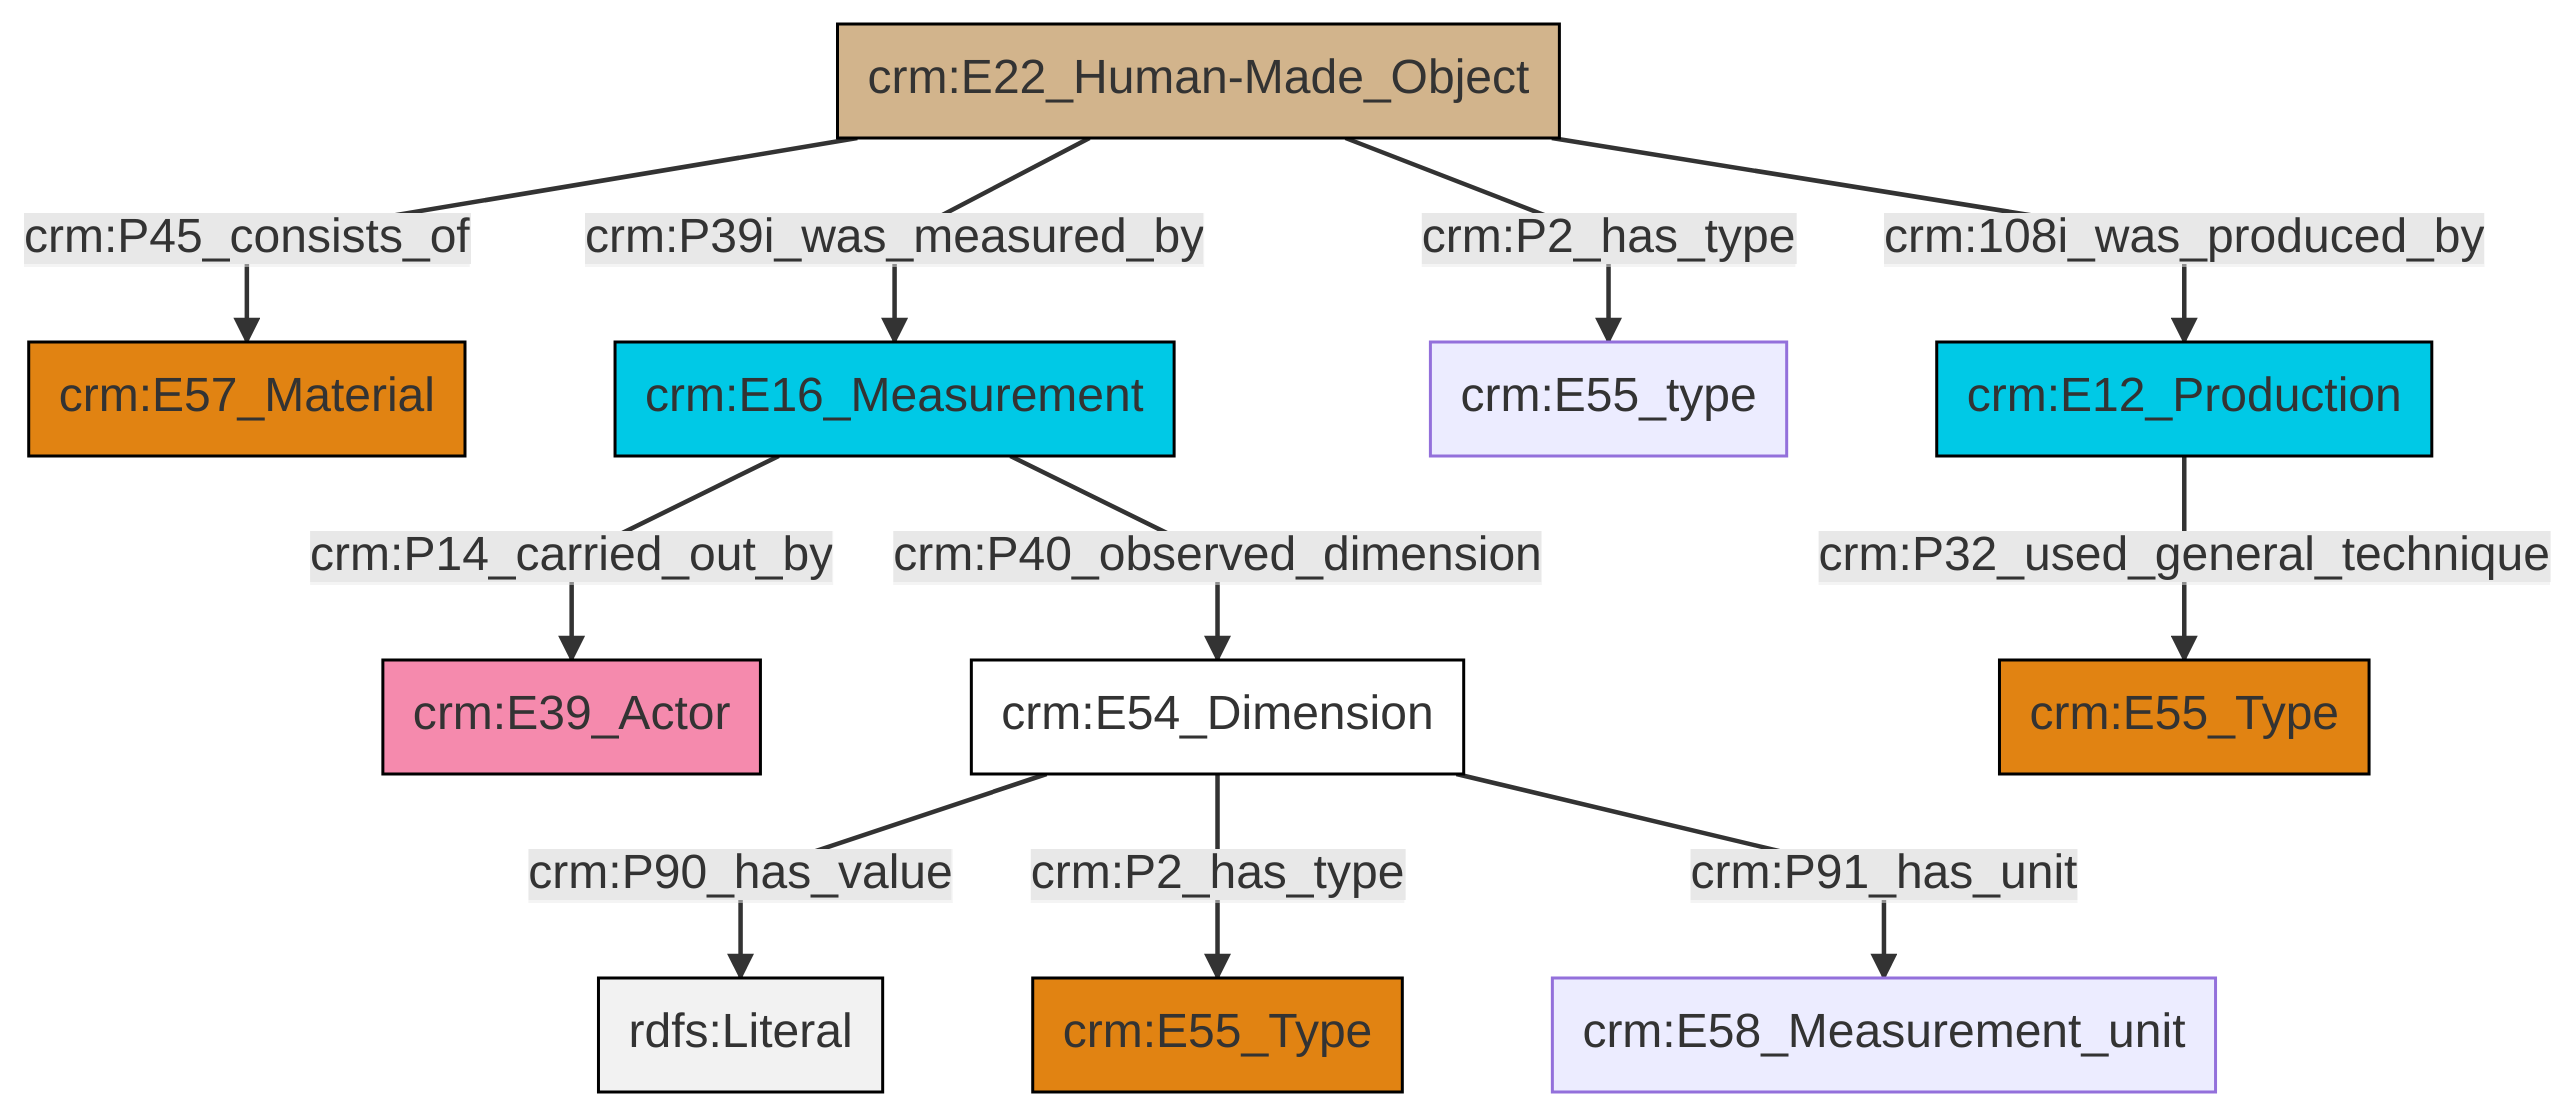 crm:E22_Human-Made_Object
crm:P45_consists_of
crm:P39i_was_measured_by
crm:P2_has_type
crm:108i_was_produced_by
crm:E57_Material
crm:E16_Measurement
crm:E55_type
crm:E12_Production
crm:P14_carried_out_by
crm:P40_observed_dimension
crm:P32_used_general_technique
crm:E39_Actor
crm:E54_Dimension
crm:E55_Type
crm:P90_has_value
crm:P2_has_type
crm:P91_has_unit
rdfs:Literal
crm:E55_Type
crm:E58_Measurement_unit